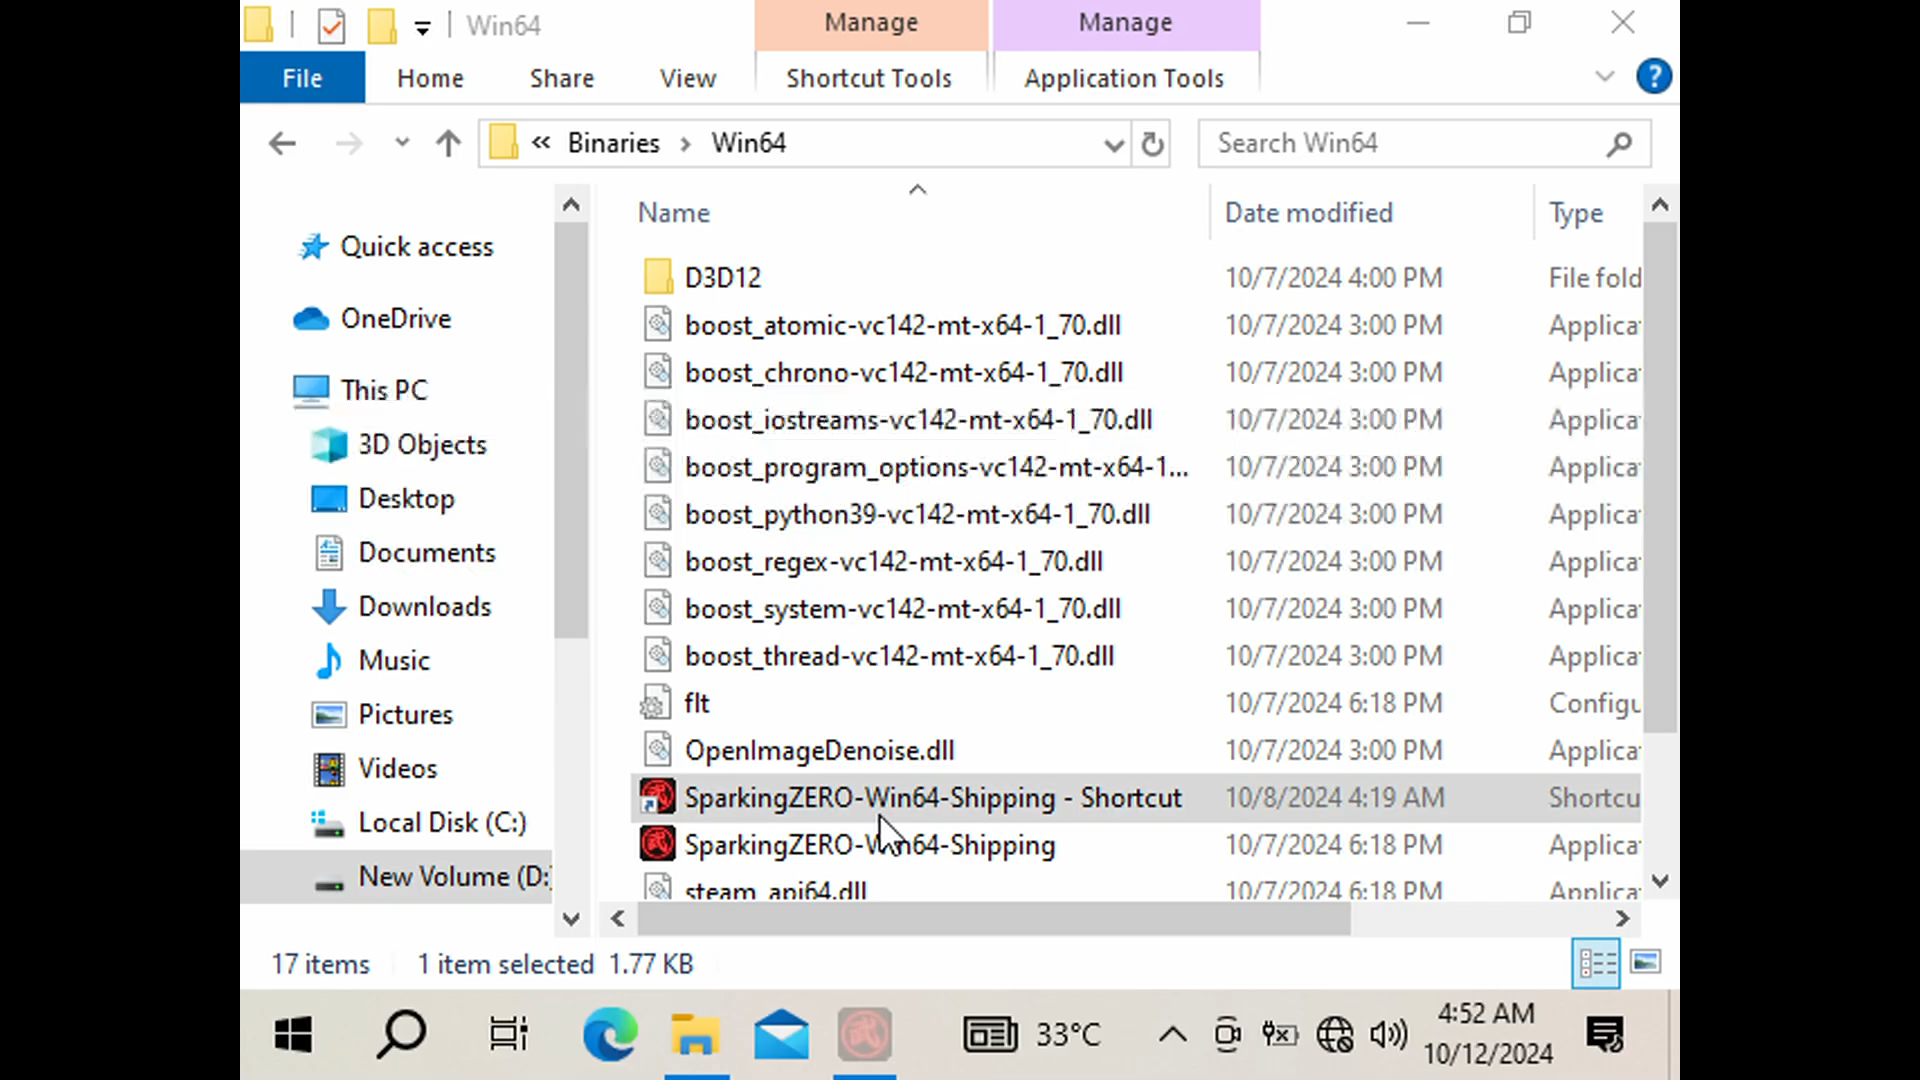 Win64
Manage
Manage
File
Home
Share
View
Shortcut Tools
Application Tools
?
« Binaries › Win64
Search Win64
Name
Date modified
Type
Quick access
OneDrive
This PC
3D Objects
Desktop
Documents
Downloads
Music
Pictures
Videos
Local Disk (C:)
New Volume (D:
D3D12 10/7/2024 4:00 PM File fold
boost_atomic-vc142-mt-x64-1_70.dll 10/7/2024 3:00 PM Applica
boost_chrono-vc142-mt-x64-1_70.dll 10/7/2024 3:00 PM Applica
boost_iostreams-vc142-mt-x64-1_70.dll 10/7/2024 3:00 PM Applica
boost_program_options-vc142-mt-x64-1... 10/7/2024 3:00 PM Applica
boost_python39-vc142-mt-x64-1_70.dll 10/7/2024 3:00 PM Applica
boost_regex-vc142-mt-x64-1_70.dll 10/7/2024 3:00 PM Applica
boost_system-vc142-mt-x64-1_70.dll 10/7/2024 3:00 PM Applica
boost_thread-vc142-mt-x64-1_70.dll 10/7/2024 3:00 PM Applica
flt 10/7/2024 6:18 PM Configu
OpenImageDenoise.dll 10/7/2024 3:00 PM Applica
SparkingZERO-Win64-Shipping - Shortcut 10/8/2024 4:19 AM Shortcu
SparkingZERO-Win64-Shipping 10/7/2024 6:18 PM Applica
steam_api64.dll 10/7/2024 6:18 PM Applica
17 items
1 item selected 1.77 KB
33°C
4:52 AM
10/12/2024